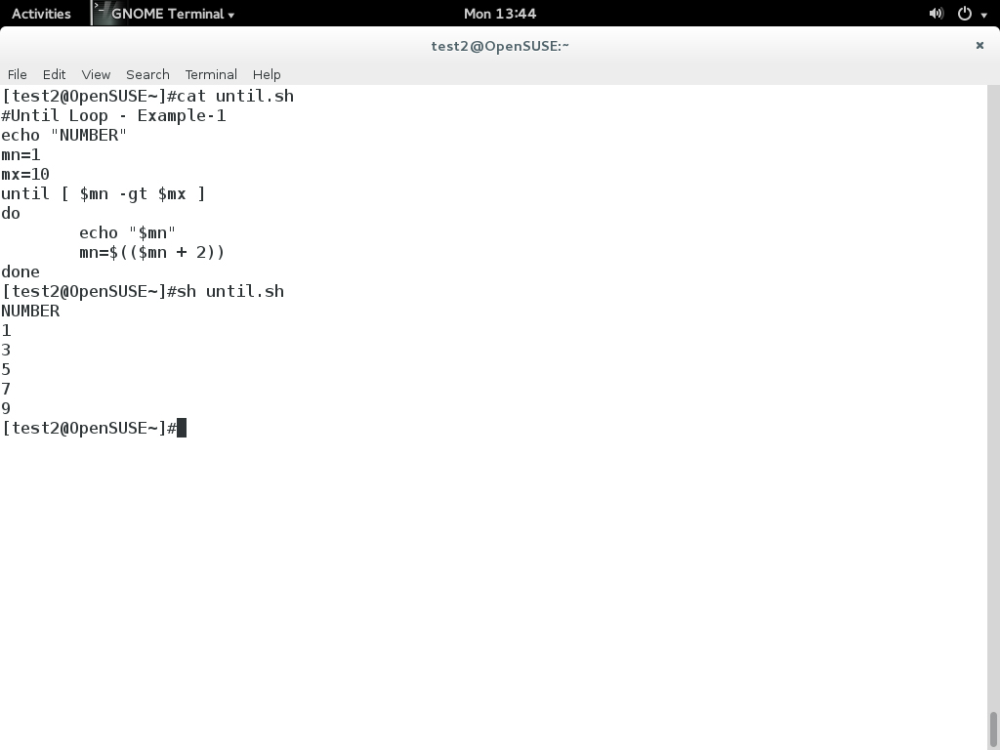 Activities GNOME Terminal Mon 13:44
test2@OpenSUSE:~
File Edit View Search Terminal Help
[test2@OpenSUSE~]#cat until.sh
#Until Loop - Example-1
echo "NUMBER"
mn=1
mx=10
until [ $mn -gt $mx ]
do
        echo "$mn"
        mn=$(($mn + 2))
done
[test2@OpenSUSE~]#sh until.sh
NUMBER
1
3
5
7
9
[test2@OpenSUSE~]#